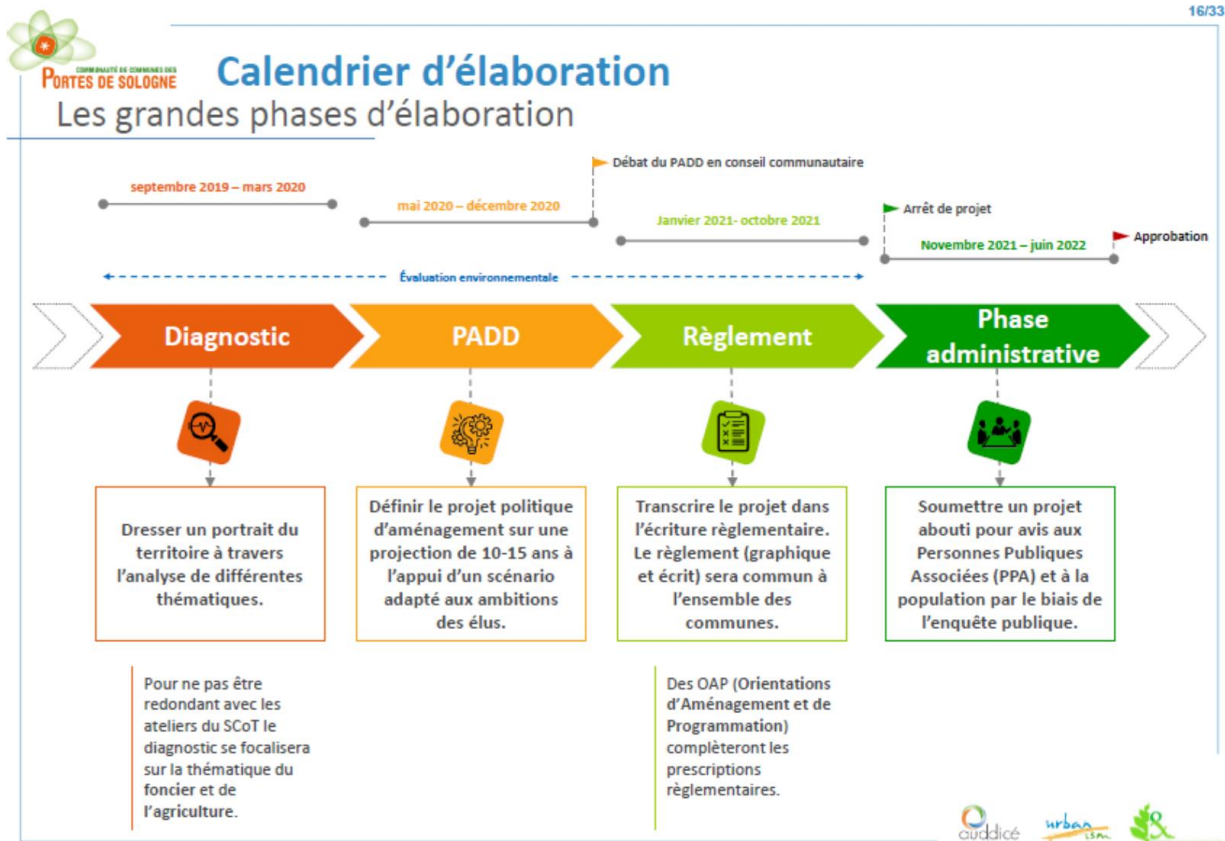 16/33
COMMUNAUTÉ DE COMMUNES DES
PORTES DE SOLOGNE
Calendrier d'élaboration
Les grandes phases d'élaboration
Débat du PADD en conseil communautaire
septembre 2019 – mars 2020
mai 2020 – décembre 2020
Janvier 2021- octobre 2021
Arrêt de projet
Novembre 2021 – juin 2022
Approbation
Évaluation environnementale
Diagnostic
PADD
Règlement
Phase
administrative
Dresser un portrait du
territoire à travers
l'analyse de différentes
thématiques.
Définir le projet politique
d'aménagement sur une
projection de 10-15 ans à
l'appui d'un scénario
adapté aux ambitions
des élus.
Transcrire le projet dans
l'écriture règlementaire.
Le règlement (graphique
et écrit) sera commun à
l'ensemble des
communes.
Soumettre un projet
abouti pour avis aux
Personnes Publiques
Associées (PPA) et à la
population par le biais de
l'enquête publique.
Pour ne pas être
redondant avec les
ateliers du SCoT le
diagnostic se focalisera
sur la thématique du
foncier et de
l'agriculture.
Des OAP (Orientations
d'Aménagement et de
Programmation)
complèteront les
prescriptions
règlementaires.
auddicé
urban
ism
&